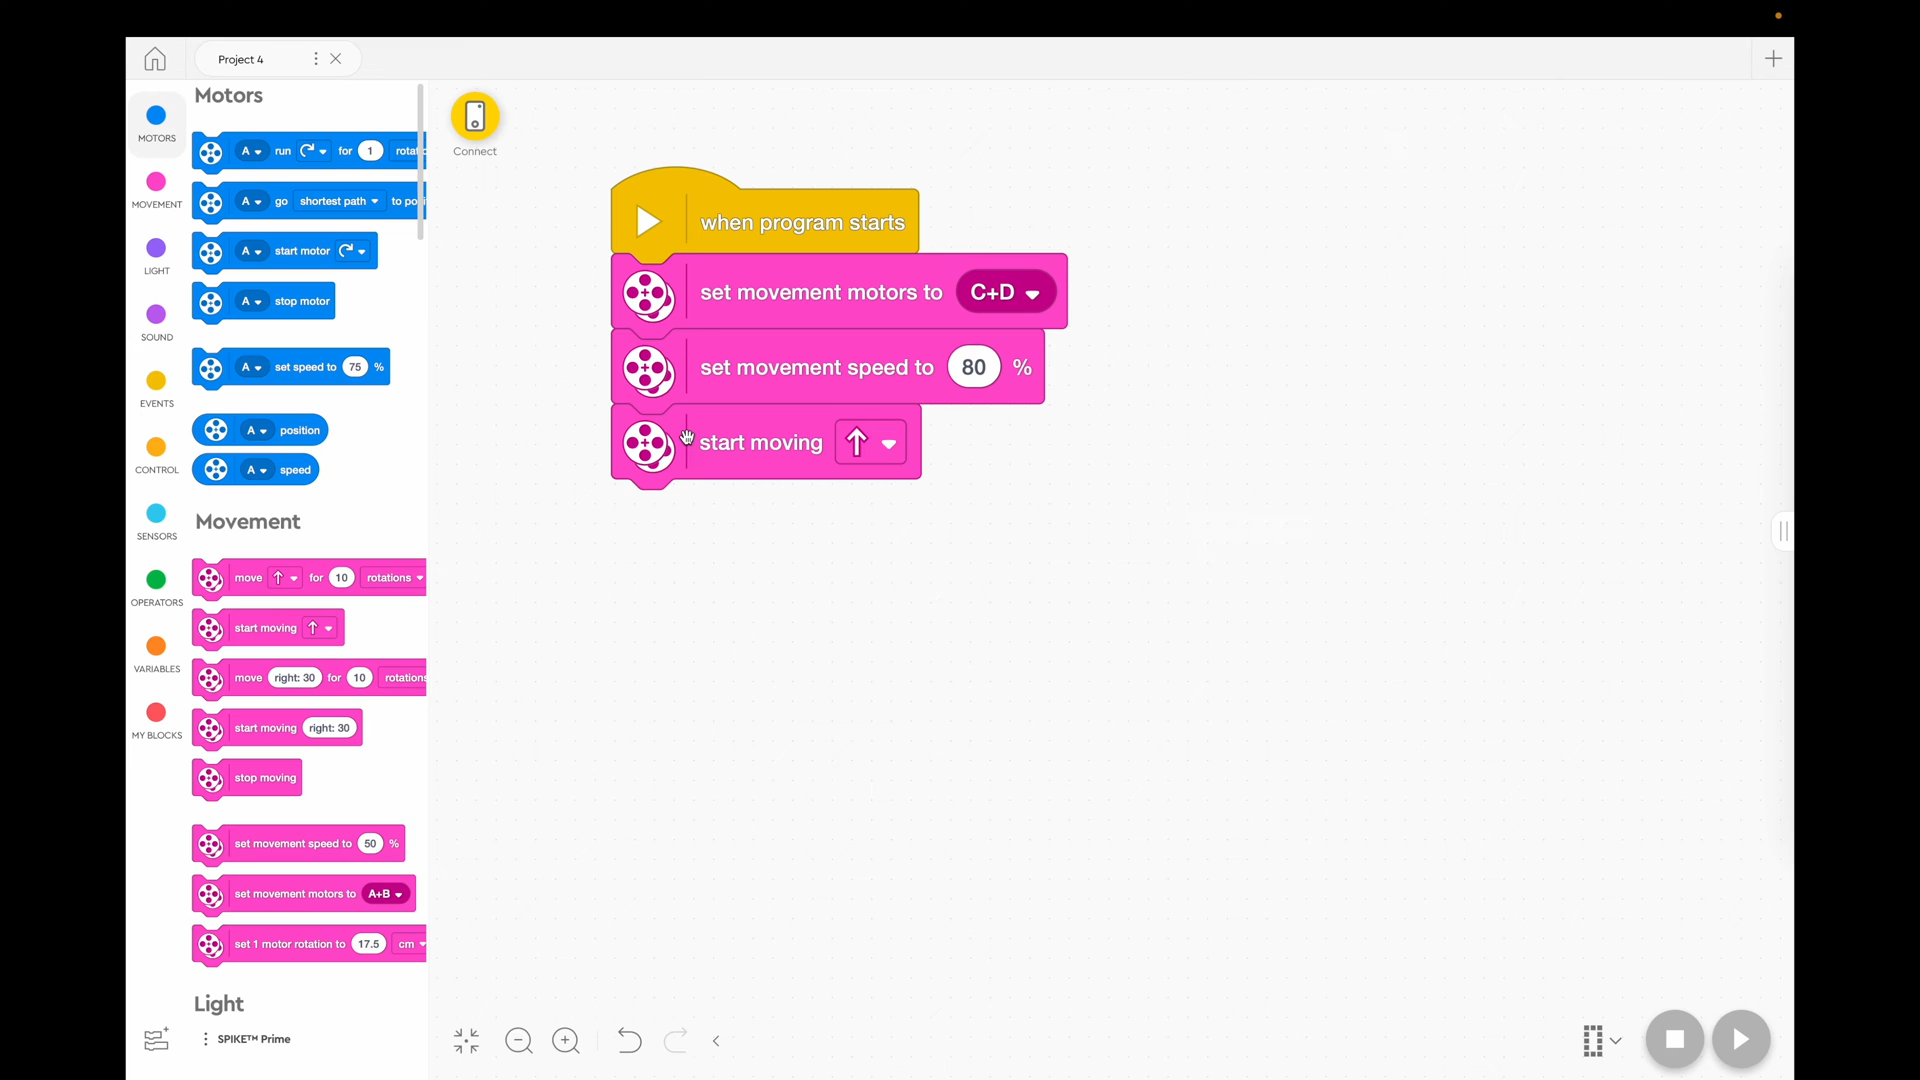 Project 4
Motors
MOTORS
MOVEMENT
LIGHT
SOUND
EVENTS
CONTROL
SENSORS
OPERATORS
VARIABLES
MY BLOCKS
A run for 1 rotatio
A go shortest path to posi
A start motor
A stop motor
A set speed to 75 %
A position
A speed
Movement
move for 10 rotations
start moving
move right: 30 for 10 rotations
start moving right: 30
stop moving
set movement speed to 50 %
set movement motors to A+B
set 1 motor rotation to 17.5 cm
Light
SPIKE™ Prime
Connect
when program starts
set movement motors to C+D
set movement speed to 80 %
start moving